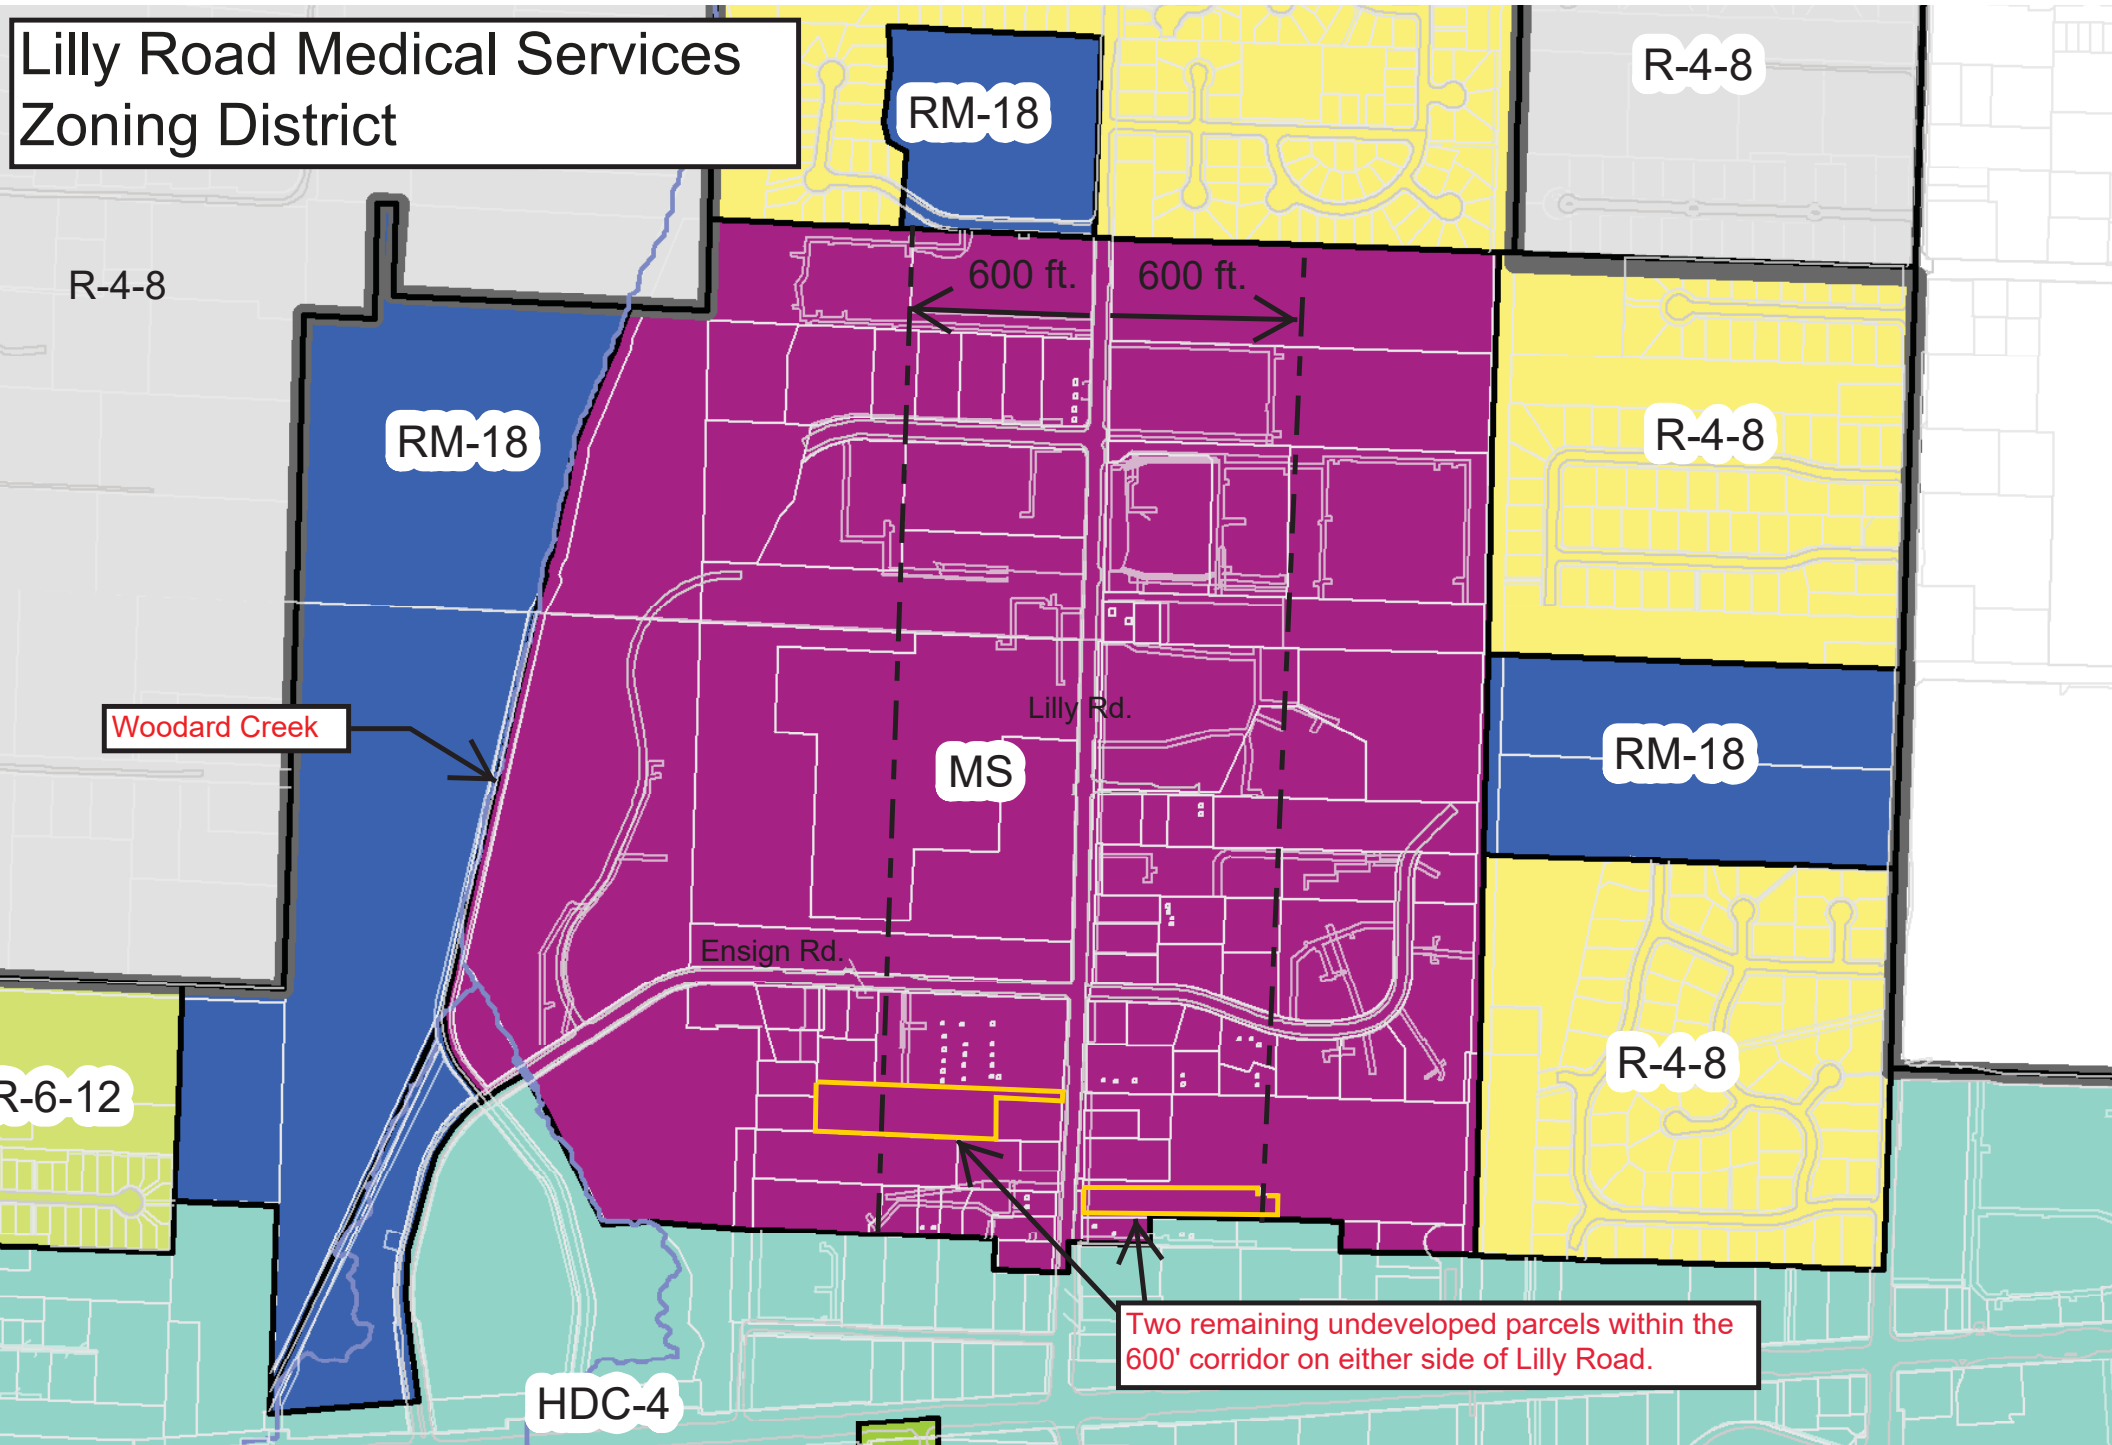 Lilly Road Medical Services
Zoning District
R-4-8
RM-18
R-4-8
600 ft.
600 ft.
RM-18
R-4-8
Lilly Rd.
Woodard Creek
MS
RM-18
Ensign Rd.
R-4-8
R-6-12
Two remaining undeveloped parcels within the
600' corridor on either side of Lilly Road.
HDC-4